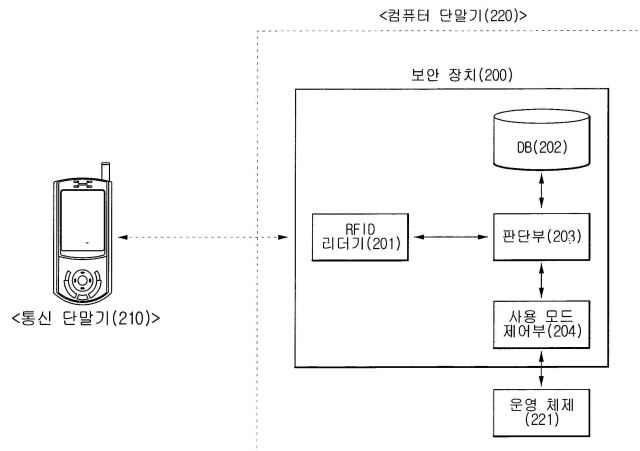 <컴퓨터 단말기(220)>
보안 장치(200)
DB(202)
RFID
리더기(201)
판단부(203)
<통신 단말기(210)>
사용 모드
제어부(204)
운영 체제
(221)